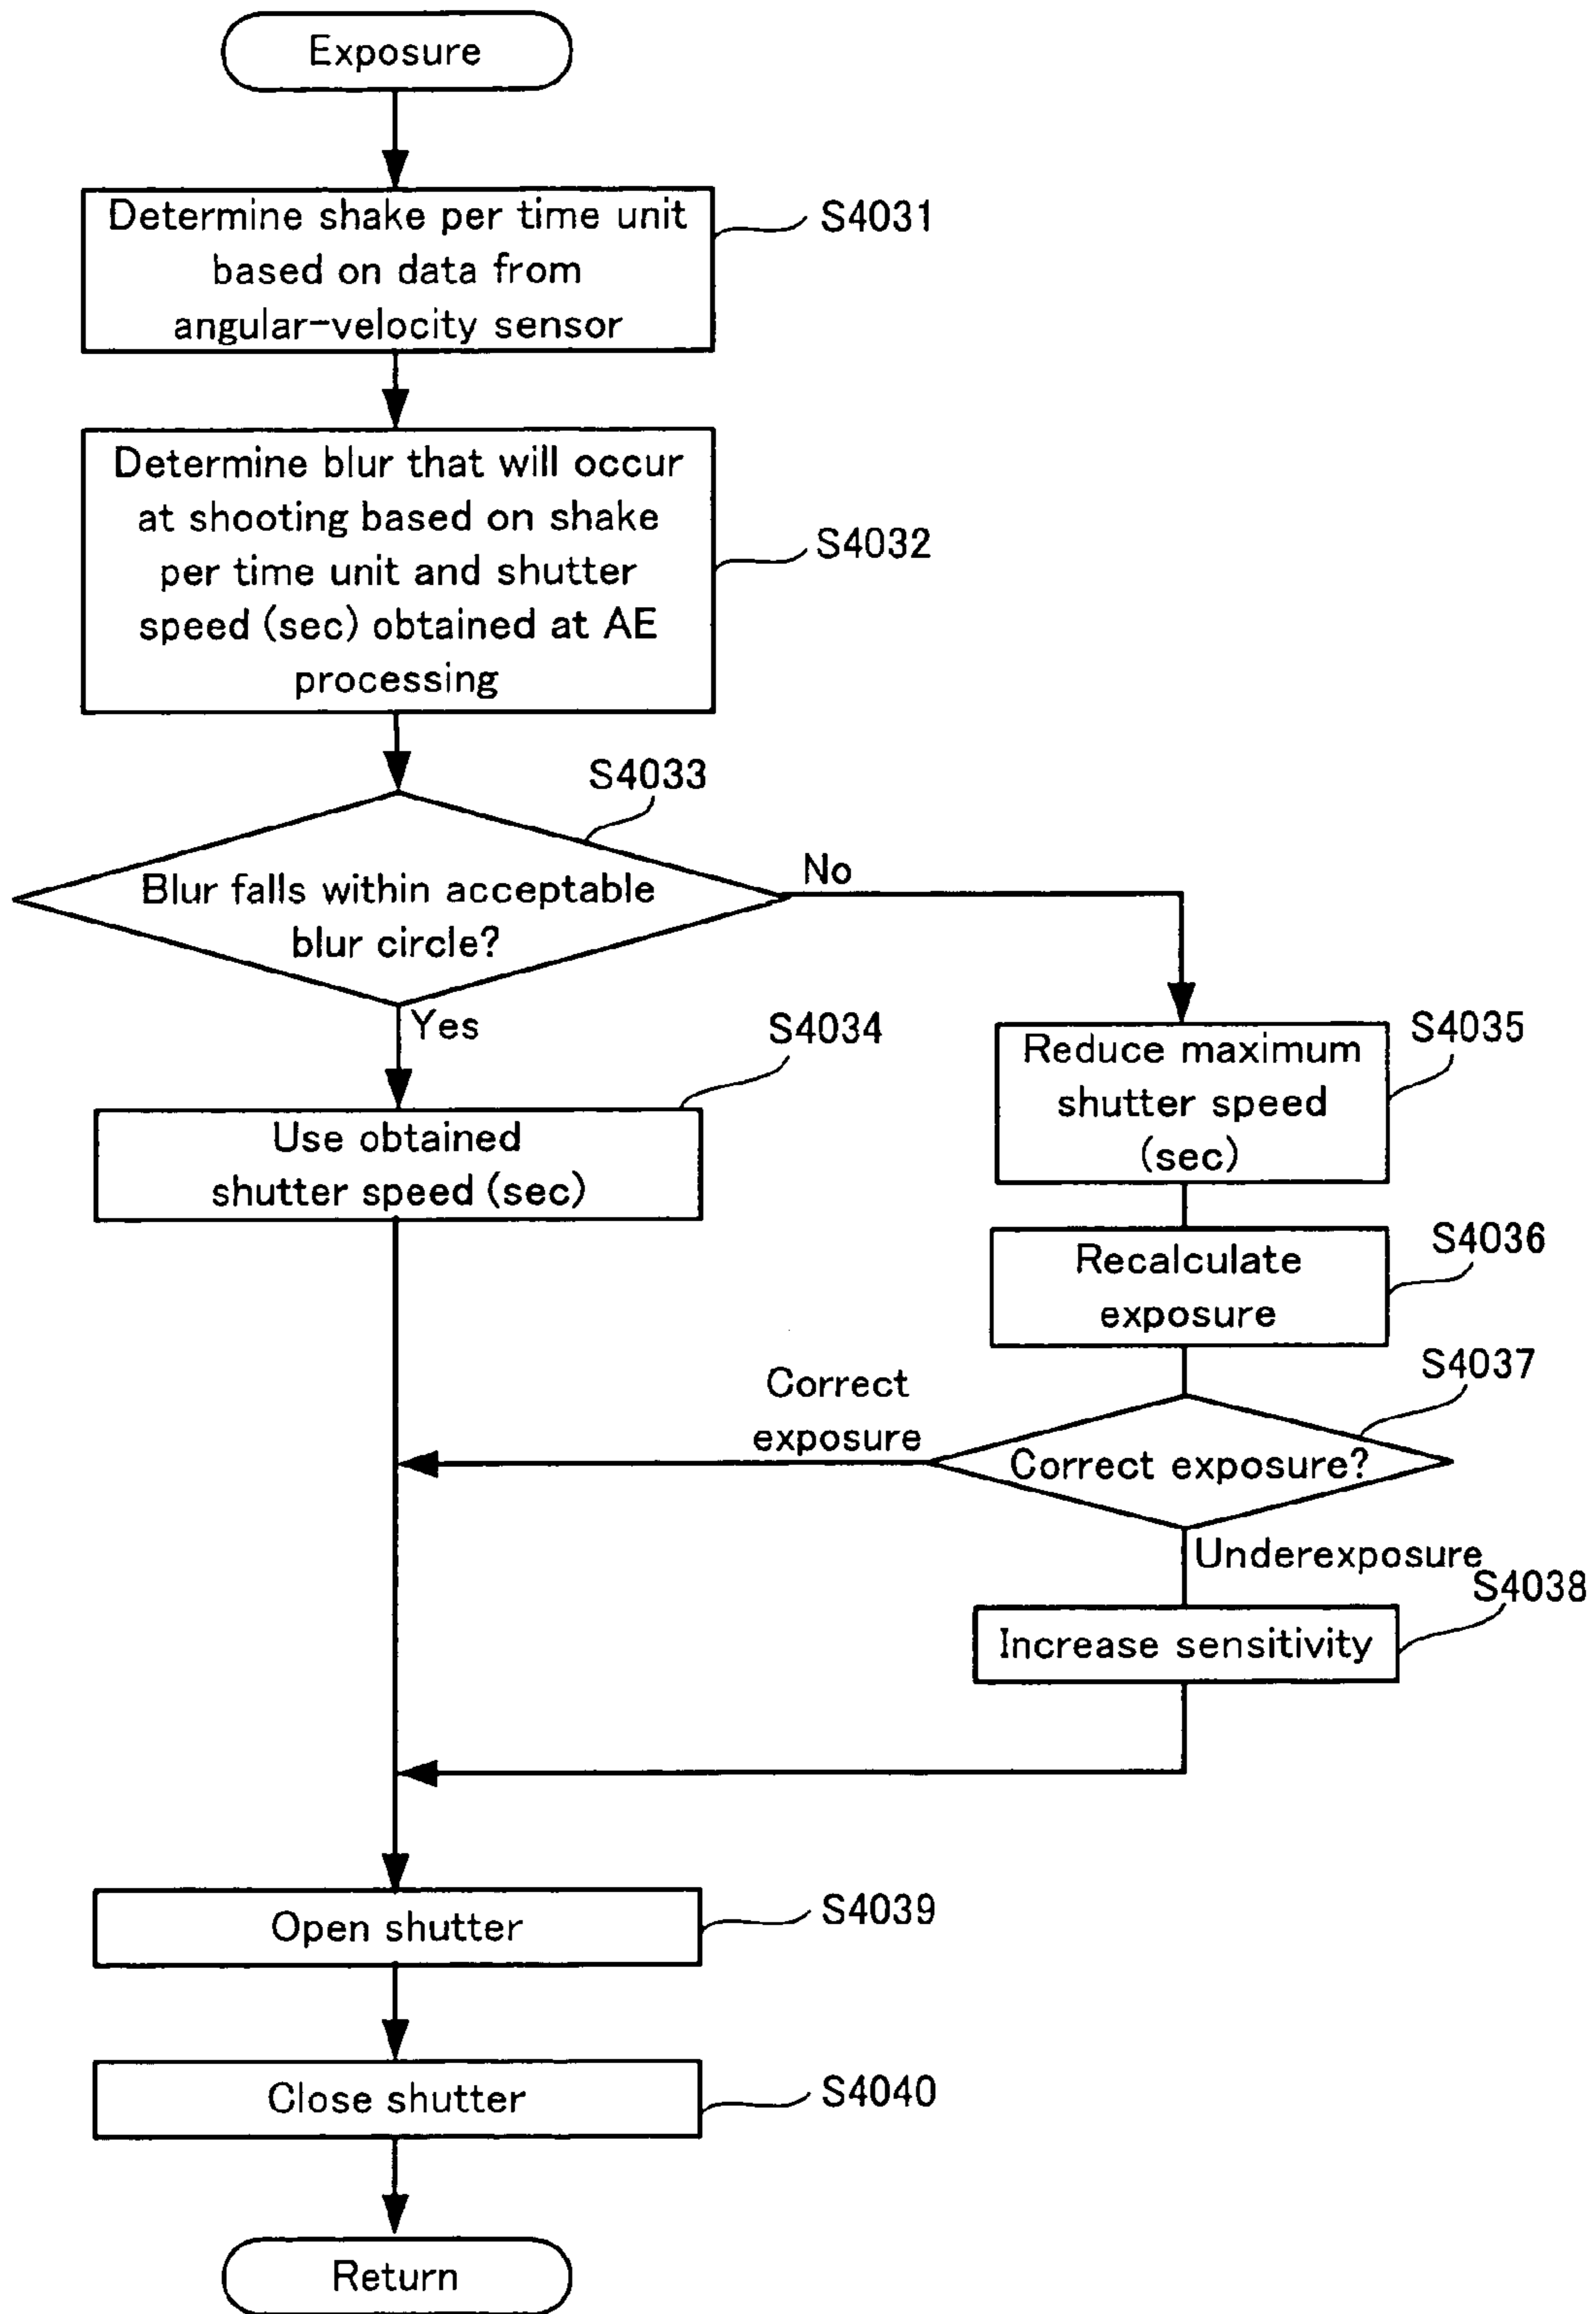 Exposure
Determine shake per time unit
based on data from
angular-velocity sensor
S4031
Determine blur that will occur
at shooting based on shake
per time unit and shutter
speed (sec) obtained at AE
processing
S4032
S4033
Blur falls within acceptable
blur circle?
No
Yes
S4034
Use obtained
shutter speed (sec)
S4035
Reduce maximum
shutter speed
(sec)
S4036
Recalculate
exposure
S4037
Correct exposure?
Correct
exposure
Underexposure
S4038
Increase sensitivity
Open shutter
S4039
Close shutter
S4040
Return